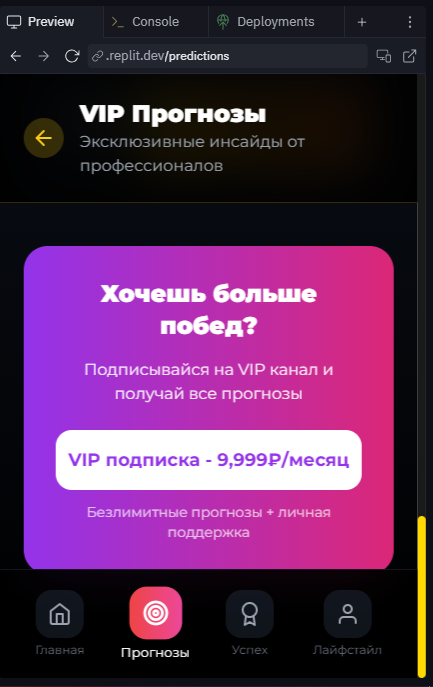 Preview
Console
Deployments
.replit.dev/predictions
VIP Прогнозы
Эксклюзивные инсайды от
профессионалов
Хочешь больше
побед?
Подписывайся на VIP канал и
получай все прогнозы
VIP подписка - 9,999₽/месяц
Безлимитные прогнозы + личная
поддержка
Главная
Прогнозы
Успех
Лайфстайл